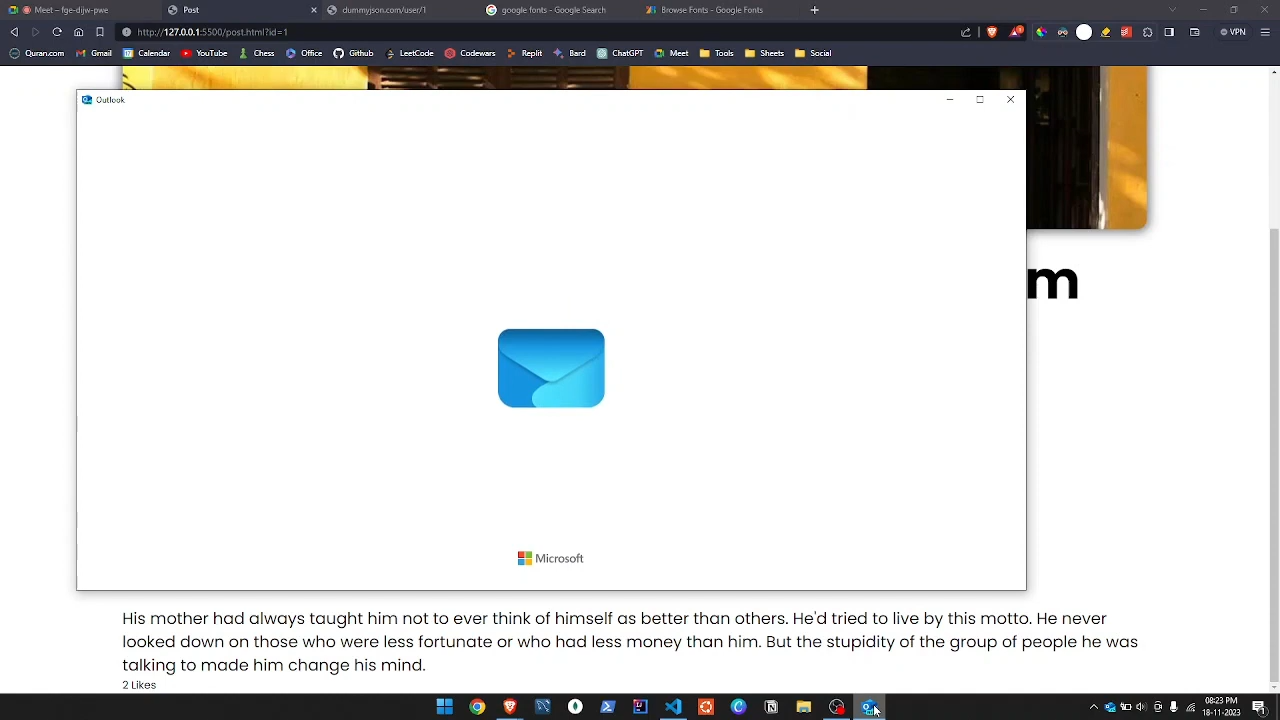 Meet – fge-dijw-pwe
Post
dummyjson.com/user/1
google fonts - Google Search
Browse Fonts - Google Fonts
http://127.0.0.1:5500/post.html?id=1
VPN
Quran.com
Gmail
Calendar
YouTube
Chess
Office
GitHub
LeetCode
Codewars
Replit
Bard
ChatGPT
Meet
Tools
Sheets
Social
Outlook
m
Microsoft
His mother had always taught him not to ever think of himself as better than others. He'd tried to live by this motto. He never
looked down on those who were less fortunate or who had less money than him. But the stupidity of the group of people he was
talking to made him change his mind.
2 Likes
08:23 PM
18-11-2023